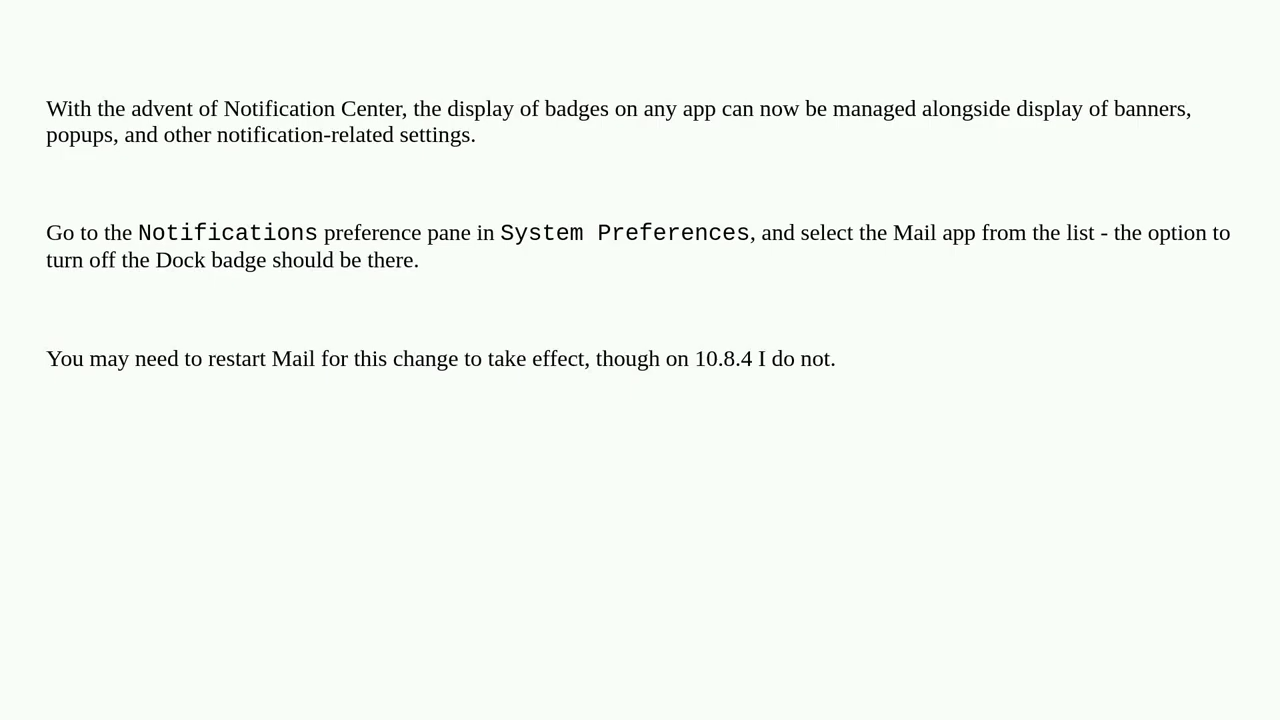 With the advent of Notification Center, the display of badges on any app can now be managed alongside display of banners,
popups, and other notification-related settings.
Go to the Notifications preference pane in System Preferences, and select the Mail app from the list - the option to
turn off the Dock badge should be there.
You may need to restart Mail for this change to take effect, though on 10.8.4 I do not.